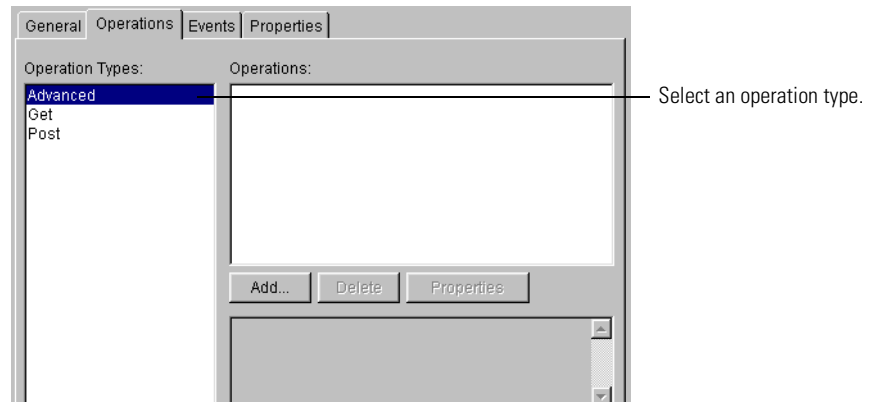 General Operations Events Properties
Operation Types: Operations:
Advanced
Select an operation type.
Get
Post
Add... Delete Properties